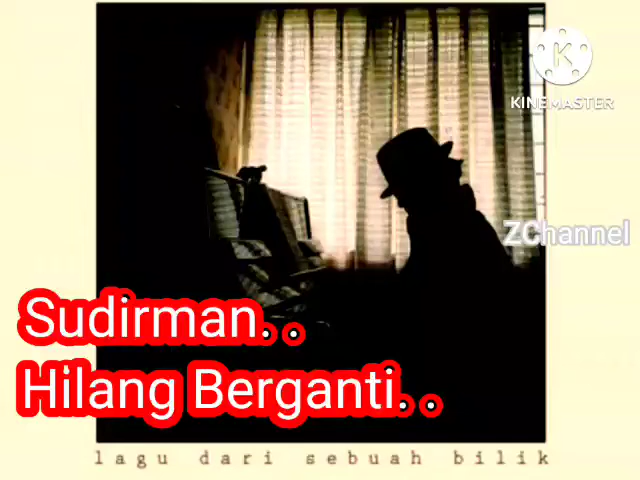 KINEMASTER
ZChannel
Sudirman. .
Hilang Berganti. .
lagu dari sebuah bilik